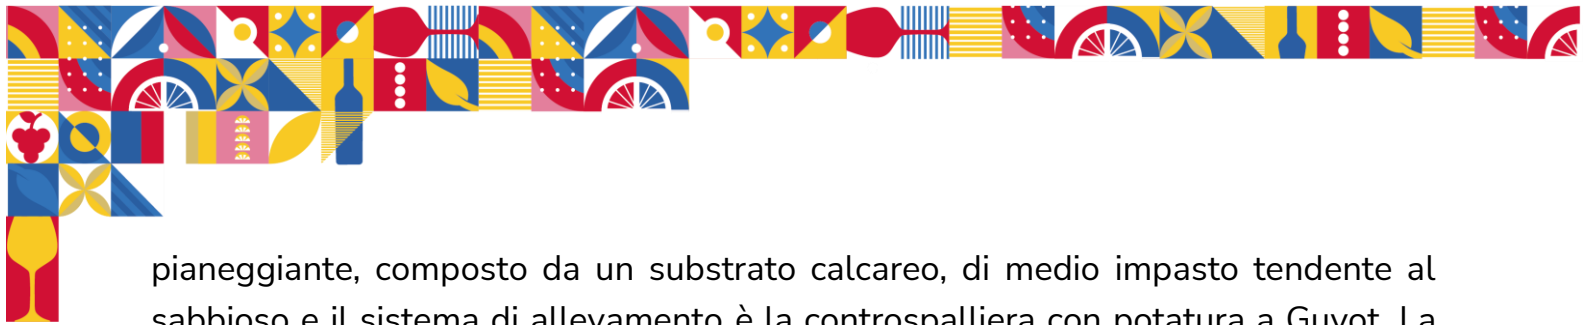 pianeggiante, composto da un substrato calcareo, di medio impasto tendente al
sabbioso e il sistema di allevamento è la controspalliera con potatura a Guyot. La